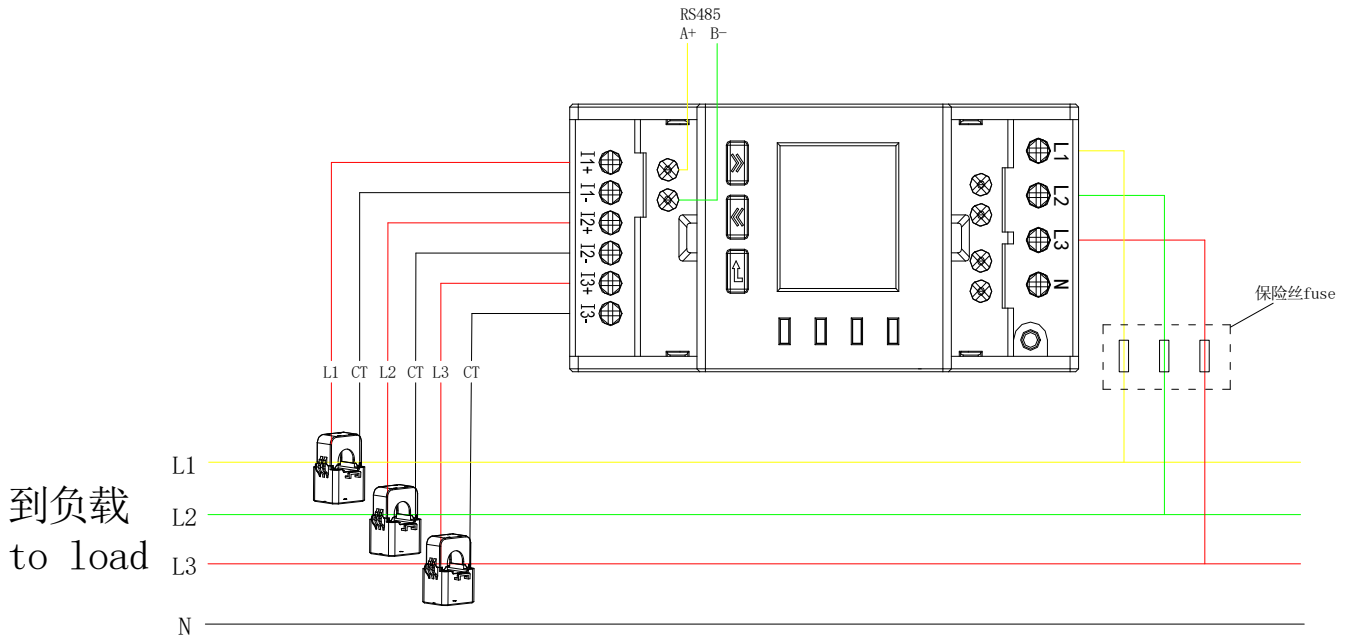 RS485
A+ B-
I1+
I1-
I2+
I2-
I3+
I3-
L1
L2
L3
N
保险丝fuse
L1 CT L2 CT L3 CT
L1
到负载
L2
to load
L3
N